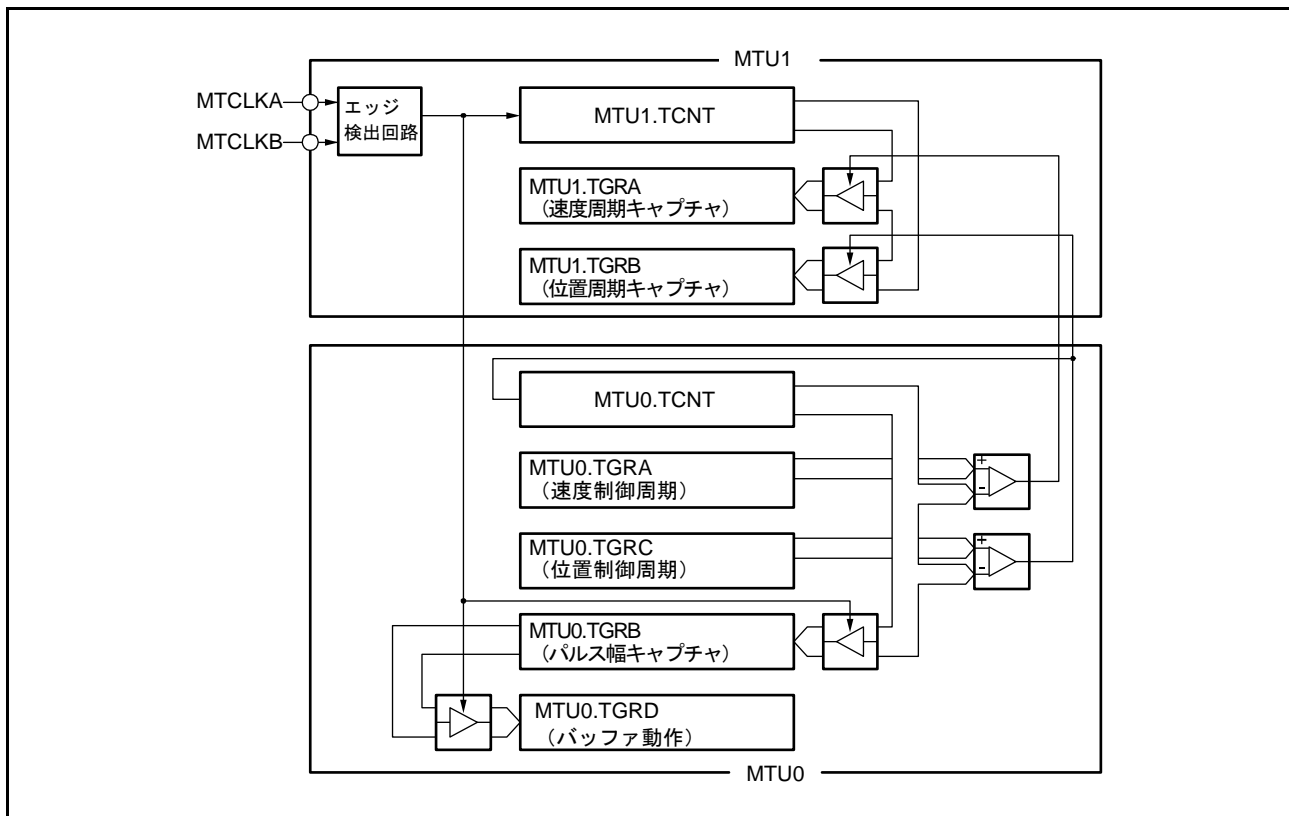 MTU1
MTCLKA
MTCLKB
エッジ
検出回路
MTU1.TCNT
MTU1.TGRA
（速度周期キャプチャ）
MTU1.TGRB
（位置周期キャプチャ）
MTU0.TCNT
MTU0.TGRA
（速度制御周期）
+
-
MTU0.TGRC
（位置制御周期）
+
-
MTU0.TGRB
（パルス幅キャプチャ）
MTU0.TGRD
（バッファ動作）
MTU0